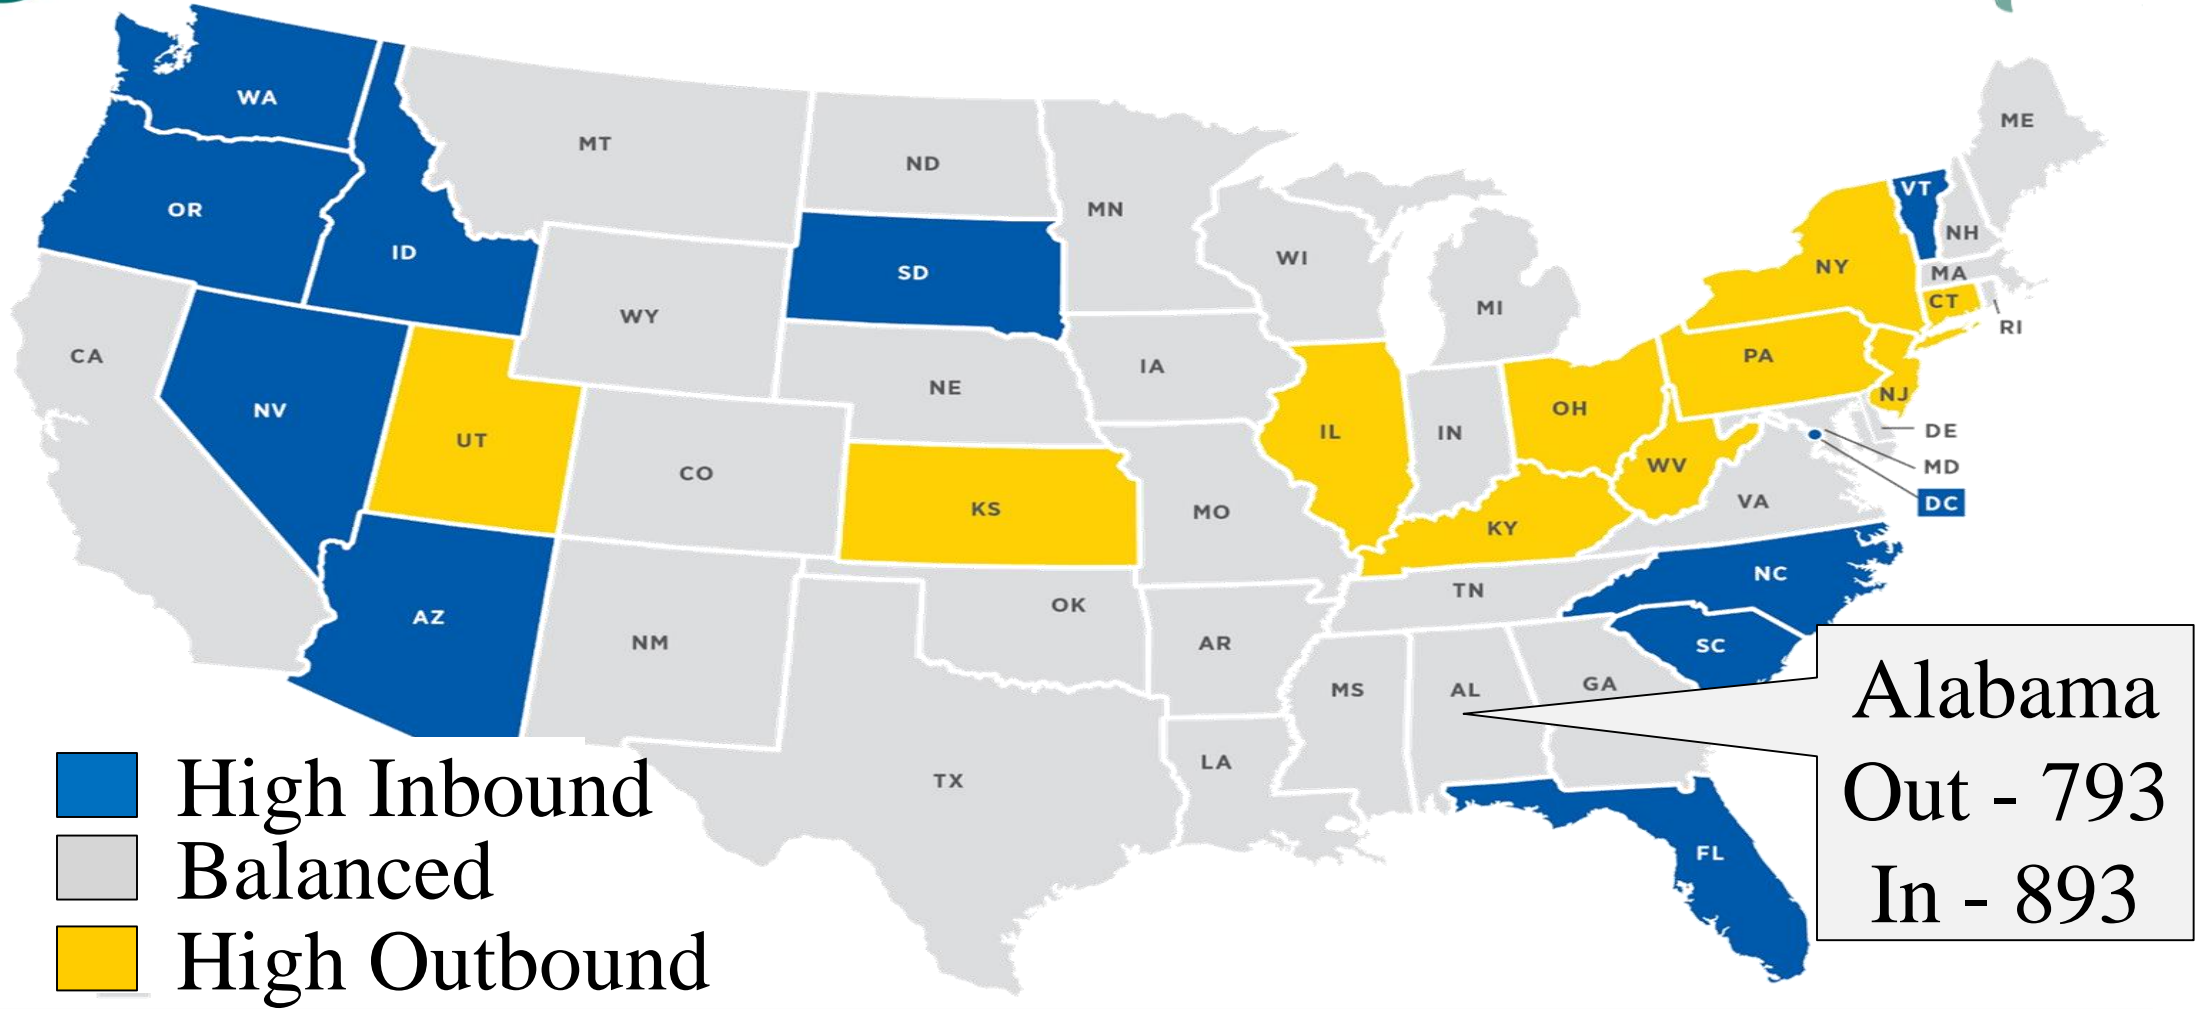 WA
MT
ND
MN
ME
OR
ID
SD
WI
MI
VT
NH
NY
MA
CT
RI
WY
CA
NV
UT
NE
IA
PA
NJ
CO
KS
IL
IN
OH
WV
DE
MD
DC
MO
KY
VA
AZ
NM
OK
AR
TN
NC
SC
MS
AL
GA
TX
LA
FL
Alabama
Out - 793
In - 893
High Inbound
Balanced
High Outbound